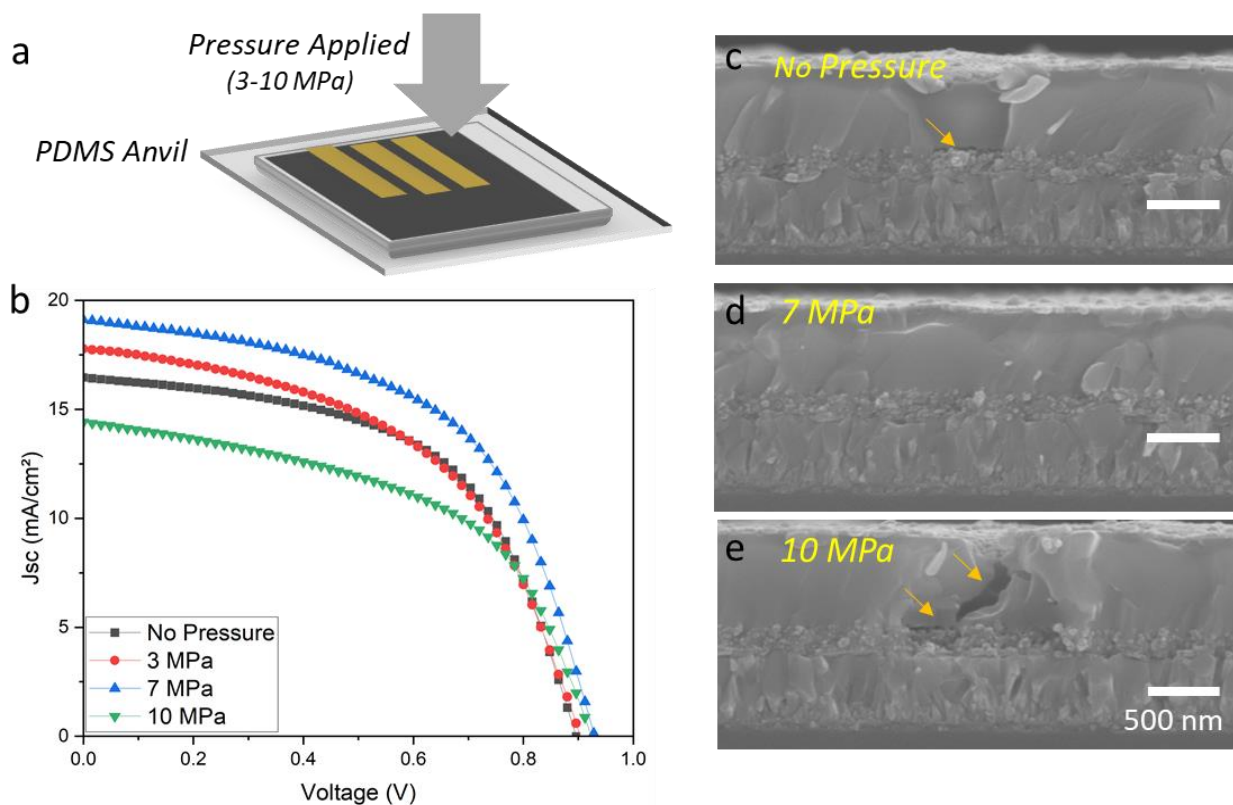 a
Pressure Applied
(3-10 MPa)
PDMS Anvil
b
20
15
10
5
0
Jsc (mA/cm²)
No Pressure
3 MPa
7 MPa
10 MPa
0.0 0.2 0.4 0.6 0.8 1.0
Voltage (V)
c No Pressure
d 7 MPa
e 10 MPa
500 nm